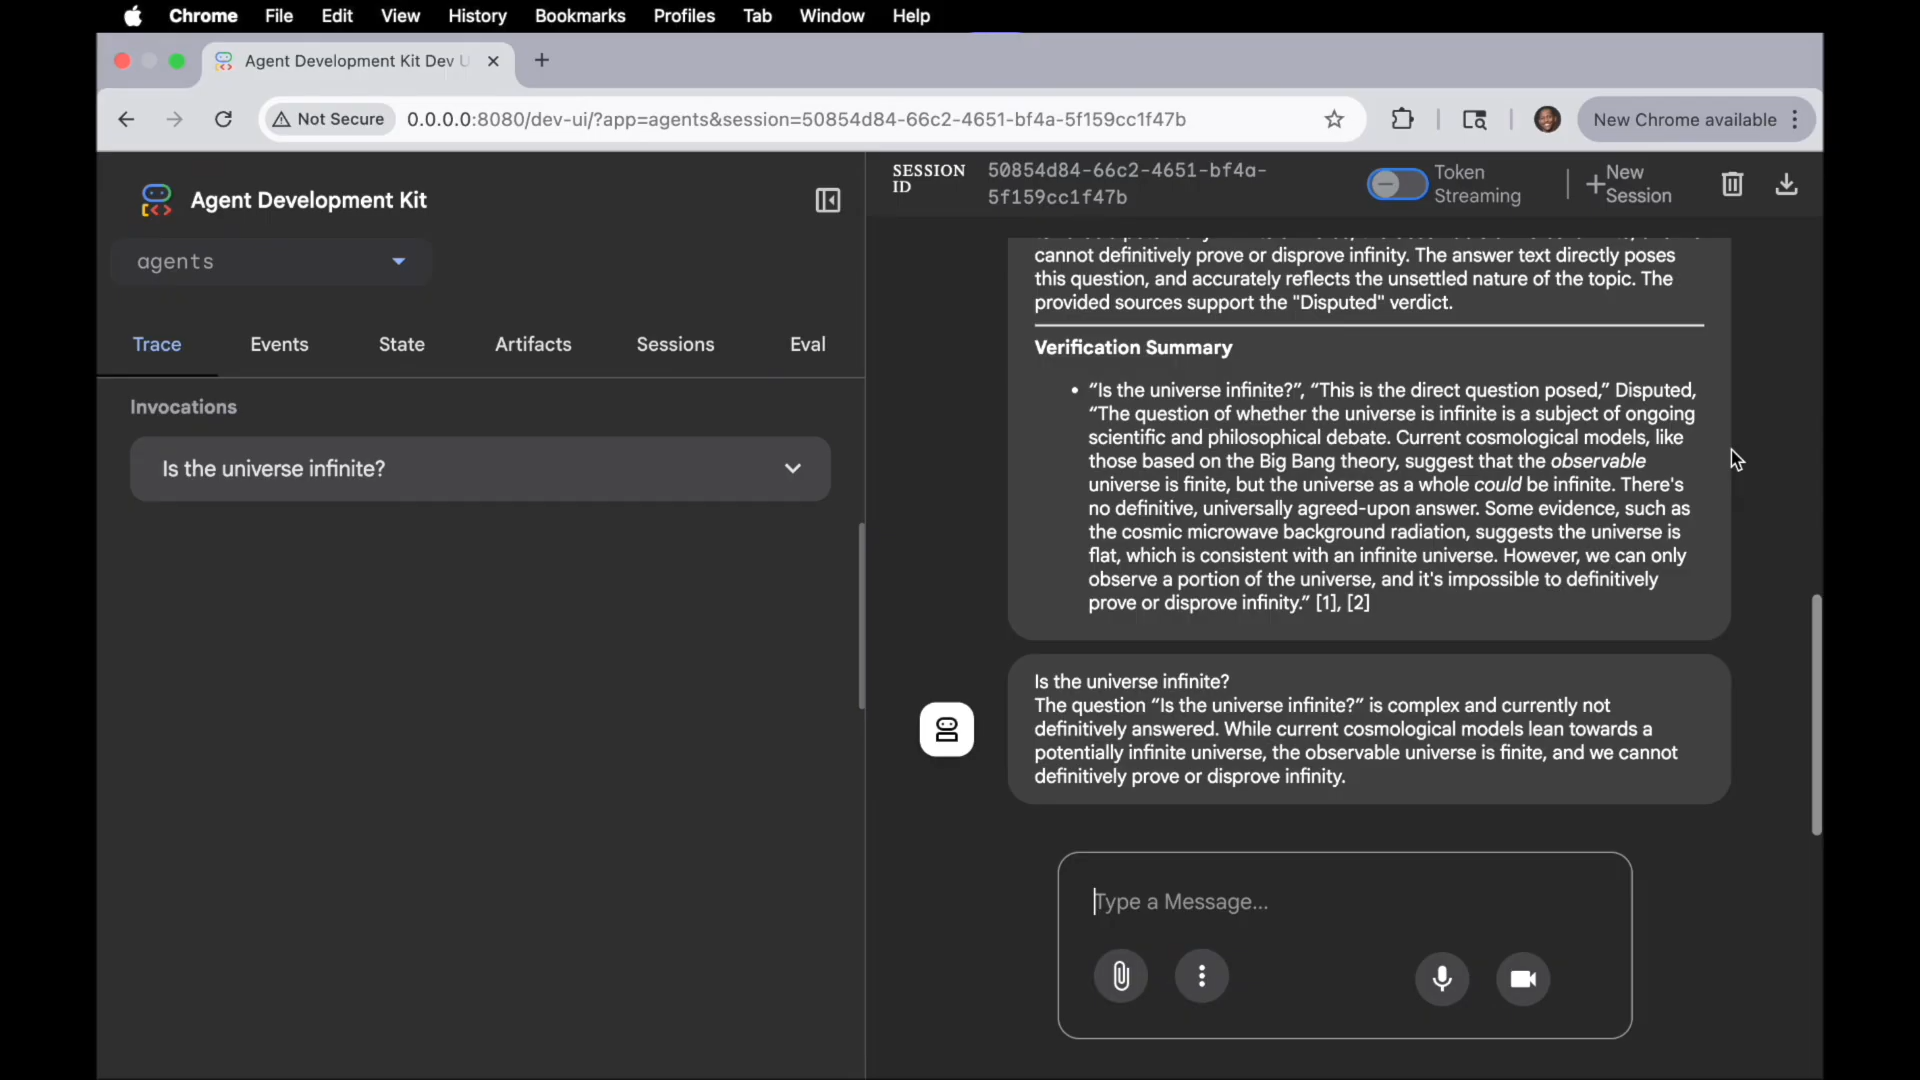 Chrome File Edit View History Bookmarks Profiles Tab Window Help
Agent Development Kit Dev U
Not Secure 0.0.0.0:8080/dev-ui/?app=agents&session=50854d84-66c2-4651-bf4a-5f159cc1f47b
New Chrome available
Agent Development Kit
agents
Trace Events State Artifacts Sessions Eval
Invocations
Is the universe infinite?
SESSION ID
50854d84-66c2-4651-bf4a-
5f159cc1f47b
Token
Streaming
New
Session
cannot definitively prove or disprove infinity. The answer text directly poses
this question, and accurately reflects the unsettled nature of the topic. The
provided sources support the "Disputed" verdict.
Verification Summary
• “Is the universe infinite?”, “This is the direct question posed,” Disputed,
“The question of whether the universe is infinite is a subject of ongoing
scientific and philosophical debate. Current cosmological models, like
those based on the Big Bang theory, suggest that the observable
universe is finite, but the universe as a whole could be infinite. There's
no definitive, universally agreed-upon answer. Some evidence, such as
the cosmic microwave background radiation, suggests the universe is
flat, which is consistent with an infinite universe. However, we can only
observe a portion of the universe, and it's impossible to definitively
prove or disprove infinity.” [1], [2]
Is the universe infinite?
The question “Is the universe infinite?” is complex and currently not
definitively answered. While current cosmological models lean towards a
potentially infinite universe, the observable universe is finite, and we cannot
definitively prove or disprove infinity.
Type a Message...